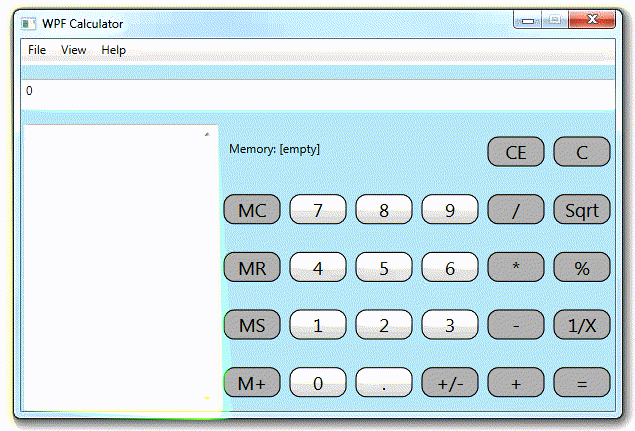 WPF Calculator
File View Help
0
Memory: [empty]
CE C
MC 7 8 9 / Sqrt
MR 4 5 6 * %
MS 1 2 3 - 1/X
M+ 0 . +/- + =